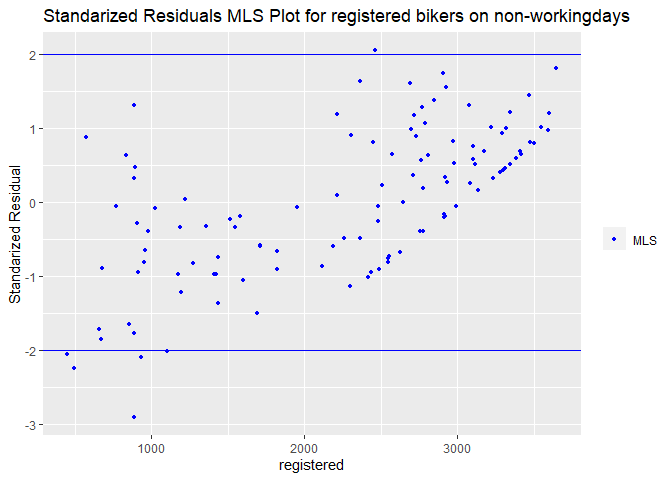 Standarized Residuals MLS Plot for registered bikers on non-workingdays
Standarized Residual
2
1
0
-1
-2
-3
1000 2000 3000
registered
MLS